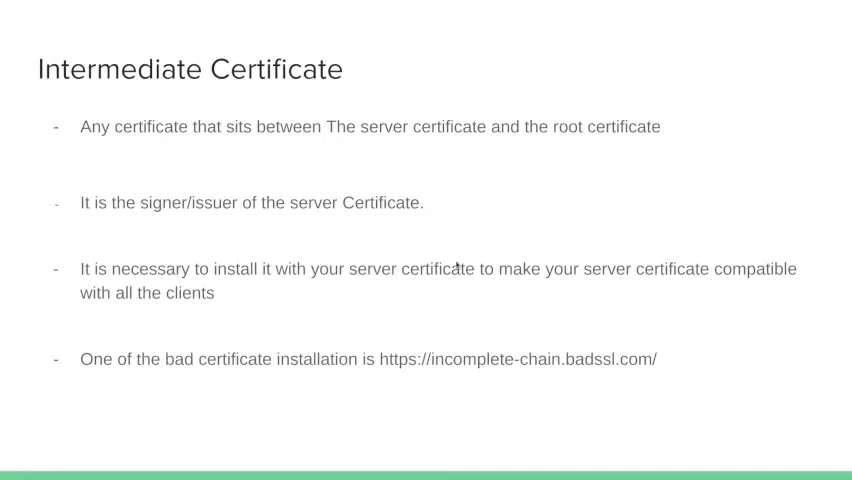 Intermediate Certificate
- Any certificate that sits between The server certificate and the root certificate
- It is the signer/issuer of the server Certificate.
- It is necessary to install it with your server certificate to make your server certificate compatible
with all the clients
- One of the bad certificate installation is https://incomplete-chain.badssl.com/